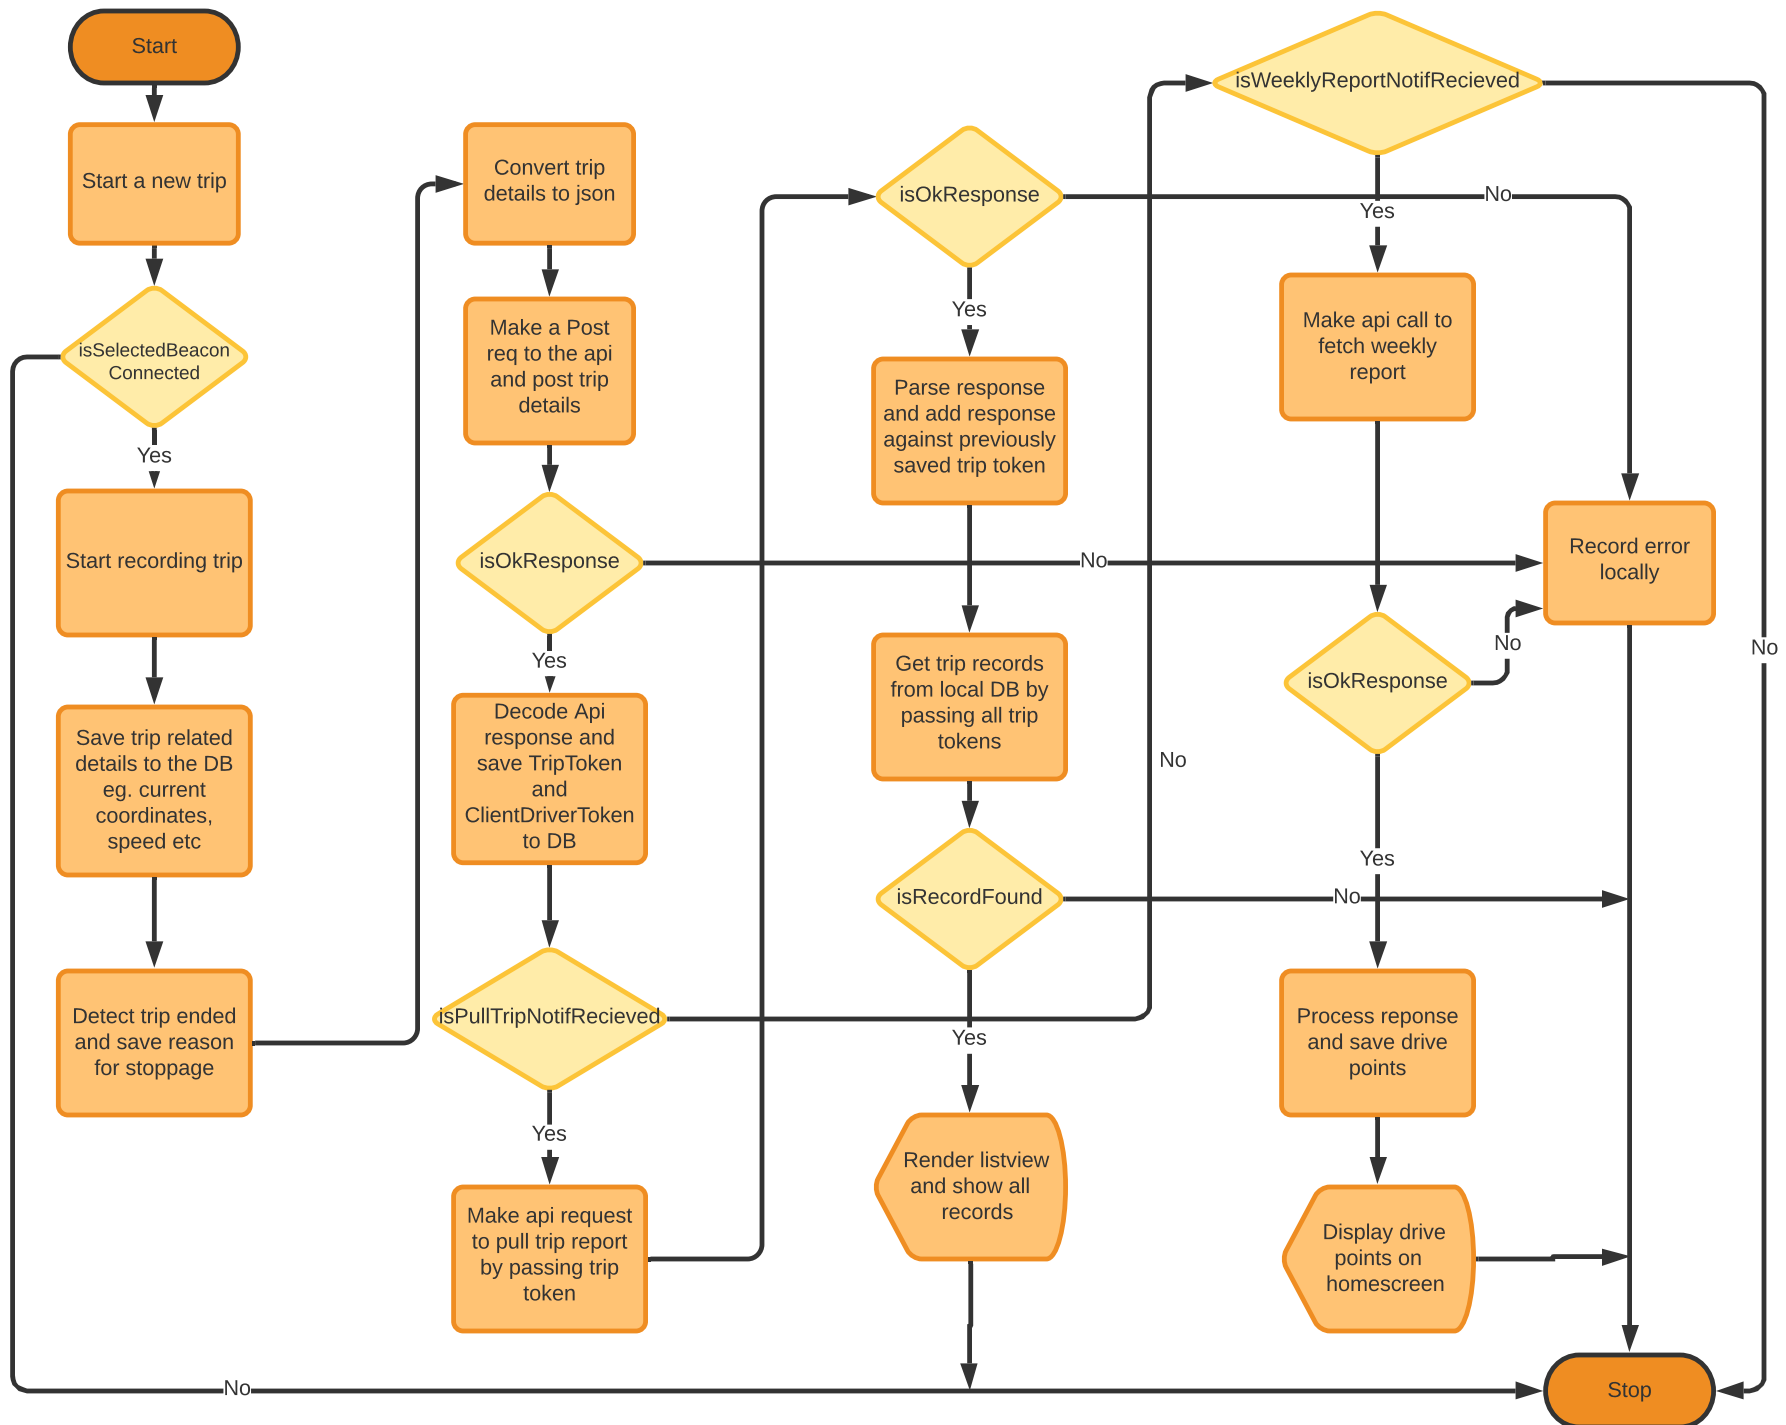 Start
Start a new trip
isSelectedBeacon
Connected
Yes
Start recording trip
Save trip related
details to the DB
eg. current
coordinates,
speed etc
Detect trip ended
and save reason
for stoppage
No
Convert trip
details to json
Make a Post
req to the api
and post trip
details
isOkResponse
No
Yes
Decode Api
response and
save TripToken
and
ClientDriverToken
to DB
isPullTripNotifRecieved
No
Yes
Make api request
to pull trip report
by passing trip
token
isOkResponse
No
Yes
Parse response
and add response
against previously
saved trip token
Get trip records
from local DB by
passing all trip
tokens
isRecordFound
No
Yes
Render listview
and show all
records
isWeeklyReportNotifRecieved
No
Yes
Make api call to
fetch weekly
report
isOkResponse
No
Yes
Process reponse
and save drive
points
Display drive
points on
homescreen
Record error
locally
Stop